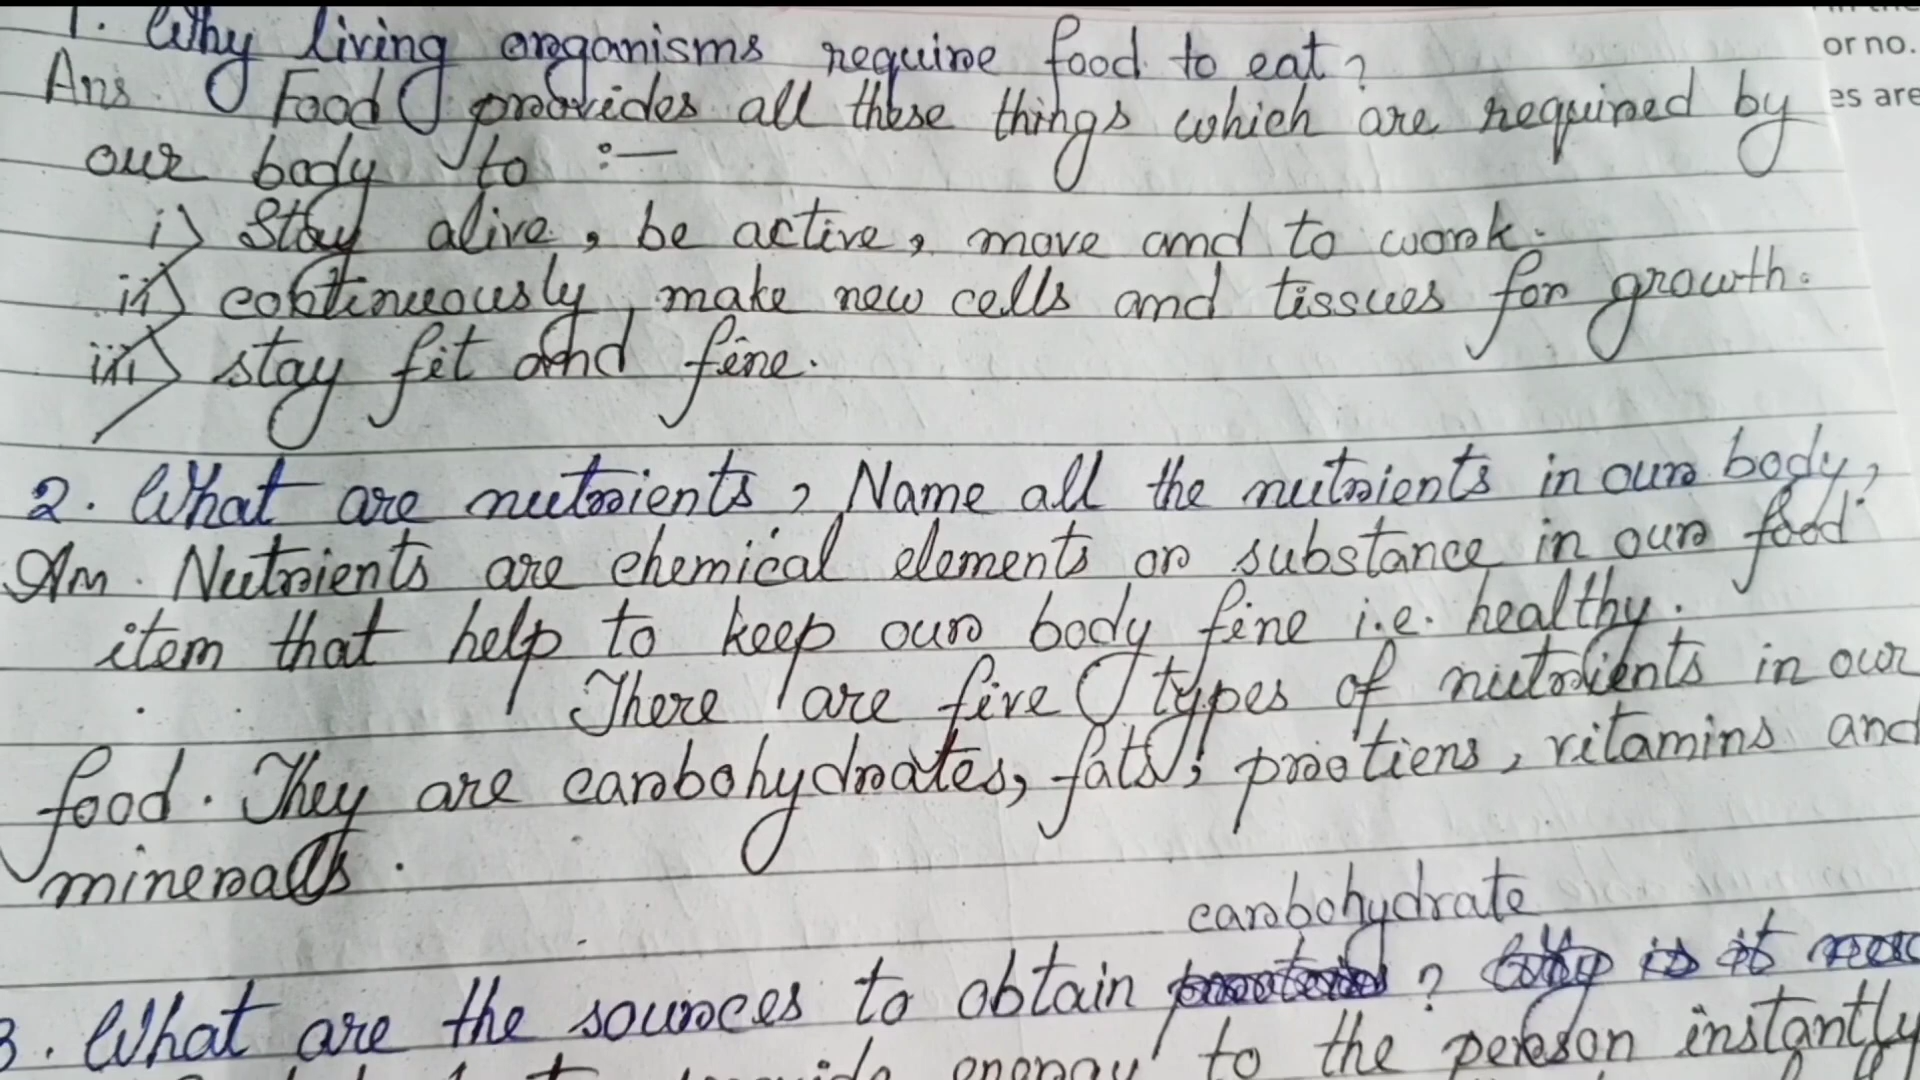 1. Why living organisms require food to eat?
Ans. Food provides all these things which are required by
our body to :—
i) Stay alive, be active, move and to work.
ii) continuously make new cells and tissues for growth.
iii) stay fit and fine.
2. What are nutrients? Name all the nutrients in our body?
Ans. Nutrients are chemical elements or substance in our food
item that help to keep our body fine i.e. healthy.
There are five types of nutrients in our
food. They are carbohydrates, fats, protiens, vitamins and
minerals.
carbohydrate
3. What are the sources to obtain ? Why is it
energy to the person instantly
or no.
es are